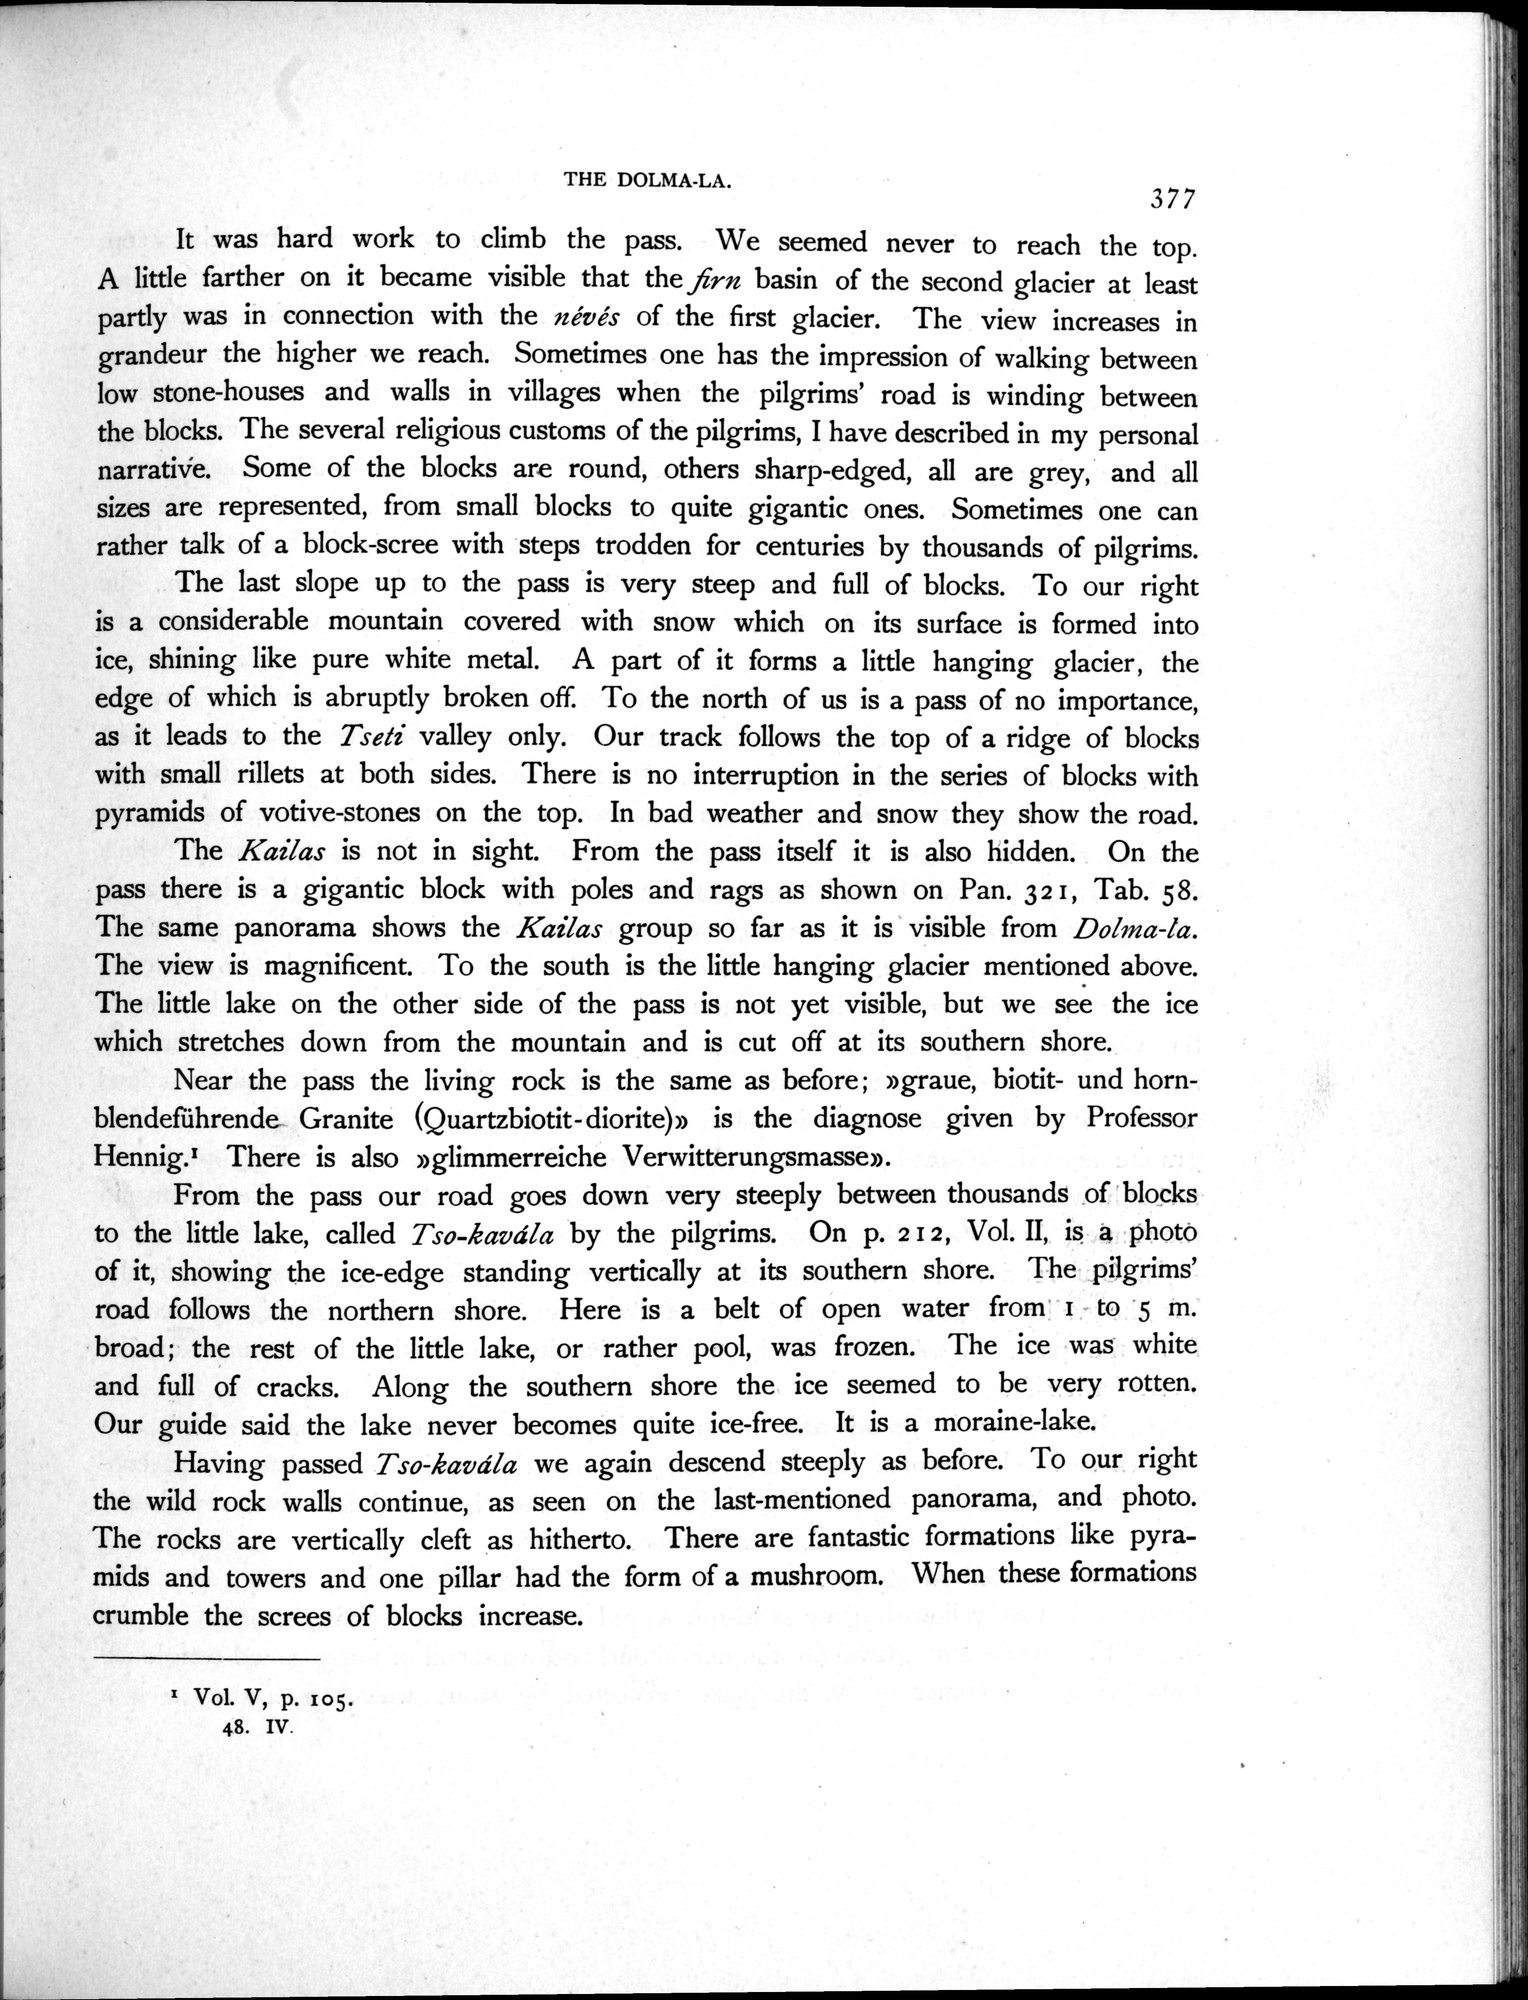 THE DOLMA-LA.
377
It was hard work to climb the pass. We seemed never to reach the top.
A little farther on it became visible that the firn basin of the second glacier at least
partly was in connection with the névés of the first glacier. The view increases in
grandeur the higher we reach. Sometimes one has the impression of walking between
low stone-houses and walls in villages when the pilgrims' road is winding between
the blocks. The several religious customs of the pilgrims, I have described in my personal
narrative. Some of the blocks are round, others sharp-edged, all are grey, and all
sizes are represented, from small blocks to quite gigantic ones. Sometimes one can
rather talk of a block-scree with steps trodden for centuries by thousands of pilgrims.
The last slope up to the pass is very steep and full of blocks. To our right
is a considerable mountain covered with snow which on its surface is formed into
ice, shining like pure white metal. A part of it forms a little hanging glacier, the
edge of which is abruptly broken off. To the north of us is a pass of no importance,
as it leads to the Tseti valley only. Our track follows the top of a ridge of blocks
with small rillets at both sides. There is no interruption in the series of blocks with
pyramids of votive-stones on the top. In bad weather and snow they show the road.
The Kailas is not in sight. From the pass itself it is also hidden. On the
pass there is a gigantic block with poles and rags as shown on Pan. 321, Tab. 58.
The same panorama shows the Kailas group so far as it is visible from Dolma-la.
The view is magnificent. To the south is the little hanging glacier mentioned above.
The little lake on the other side of the pass is not yet visible, but we see the ice
which stretches down from the mountain and is cut off at its southern shore.
Near the pass the living rock is the same as before; »graue, biotit- und horn-
blendeführende Granite (Quartzbiotit-diorite)» is the diagnose given by Professor
Hennig.¹ There is also »glimmerreiche Verwitterungsmasse».
From the pass our road goes down very steeply between thousands of blocks
to the little lake, called Tso-kavála by the pilgrims. On p. 212, Vol. II, is a photo
of it, showing the ice-edge standing vertically at its southern shore. The pilgrims'
road follows the northern shore. Here is a belt of open water from 1 to 5 m.
broad; the rest of the little lake, or rather pool, was frozen. The ice was white
and full of cracks. Along the southern shore the ice seemed to be very rotten.
Our guide said the lake never becomes quite ice-free. It is a moraine-lake.
Having passed Tso-kavála we again descend steeply as before. To our right
the wild rock walls continue, as seen on the last-mentioned panorama, and photo.
The rocks are vertically cleft as hitherto. There are fantastic formations like pyra-
mids and towers and one pillar had the form of a mushroom. When these formations
crumble the screes of blocks increase.
¹ Vol. V, p. 105.
48. IV.